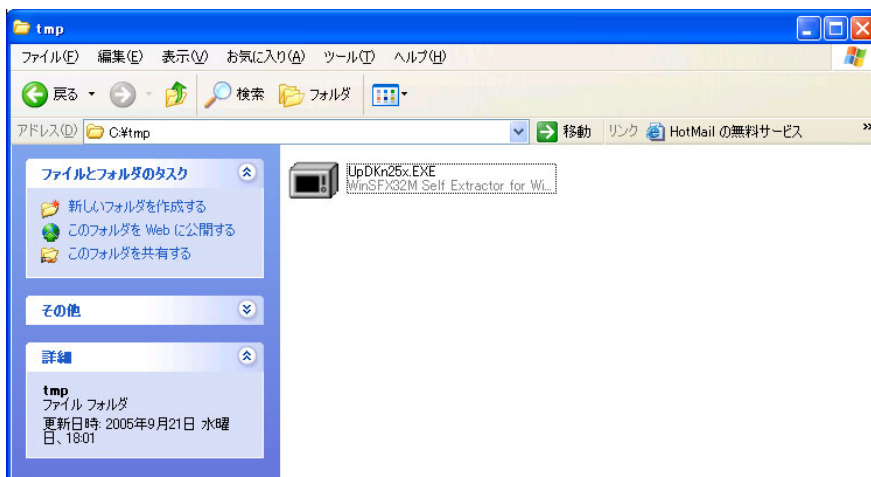 tmp
ファイル(F) 編集(E) 表示(V) お気に入り(A) ツール(T) ヘルプ(H)
戻る 検索 フォルダ
アドレス(D) C:¥tmp 移動 リンク HotMail の無料サービス »
ファイルとフォルダのタスク
新しいフォルダを作成する
このフォルダを Web に公開する
このフォルダを共有する
その他
詳細
tmp
ファイル フォルダ
更新日時: 2005年9月21日 水曜
日、18:01
UpDKn25x.EXE
WinSFX32M Self Extractor for Wi...